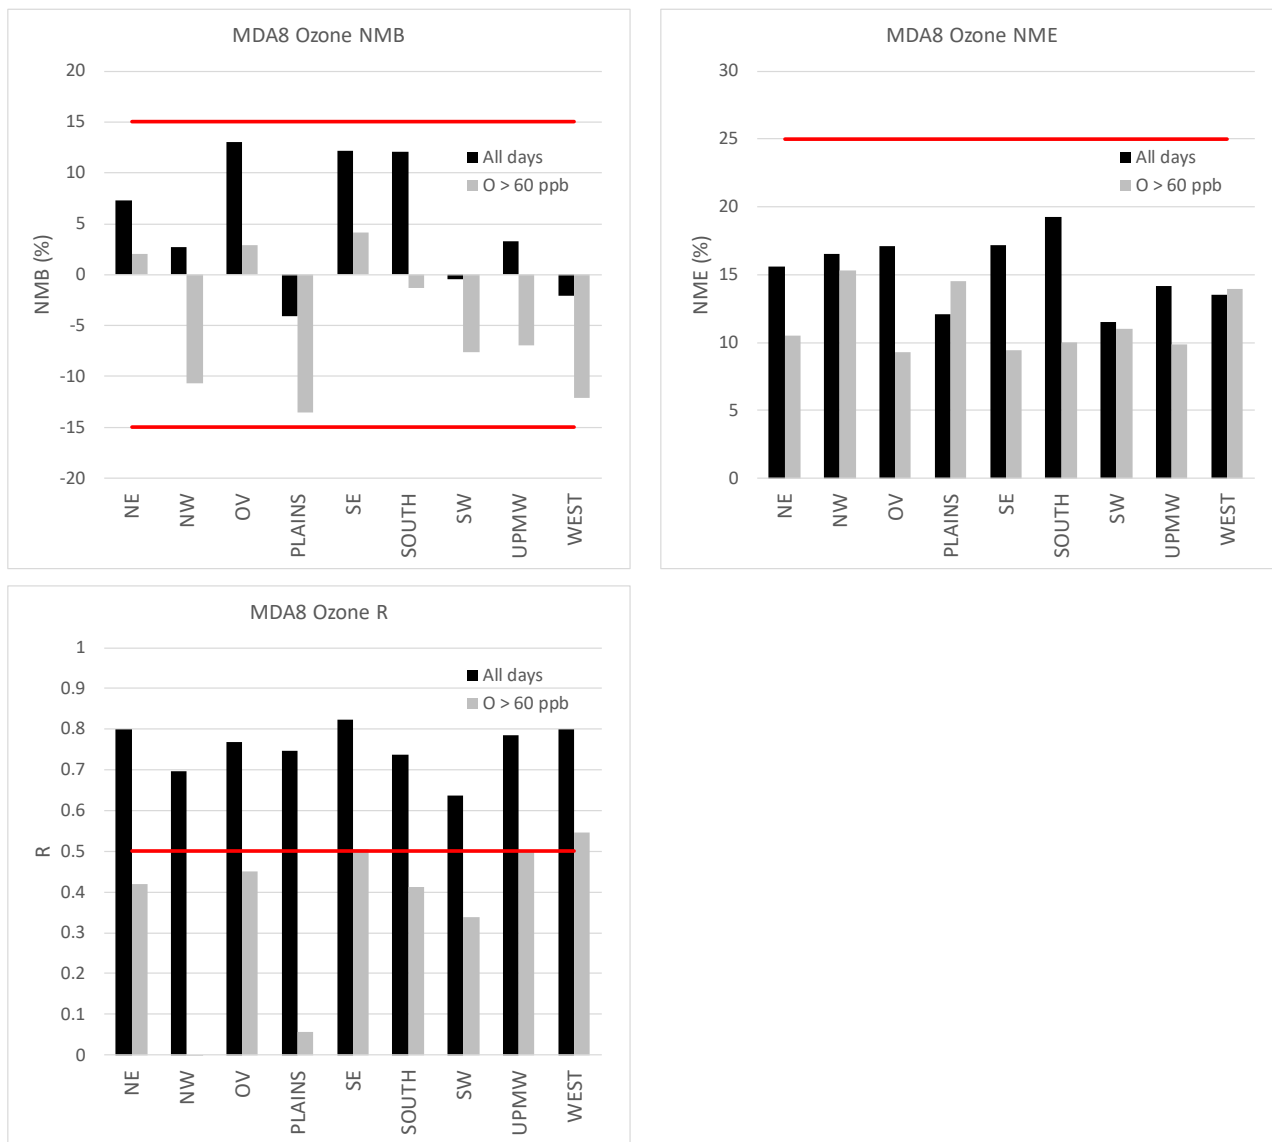 MDA8 Ozone NMB
20
15
10
5
0
-5
-10
-15
-20
NMB (%)
All days
O > 60 ppb
NE
NW
OV
PLAINS
SE
SOUTH
SW
UPMW
WEST
MDA8 Ozone NME
30
25
20
15
10
5
0
NME (%)
All days
O > 60 ppb
NE
NW
OV
PLAINS
SE
SOUTH
SW
UPMW
WEST
MDA8 Ozone R
1
0.9
0.8
0.7
0.6
0.5
0.4
0.3
0.2
0.1
0
R
All days
O > 60 ppb
NE
NW
OV
PLAINS
SE
SOUTH
SW
UPMW
WEST